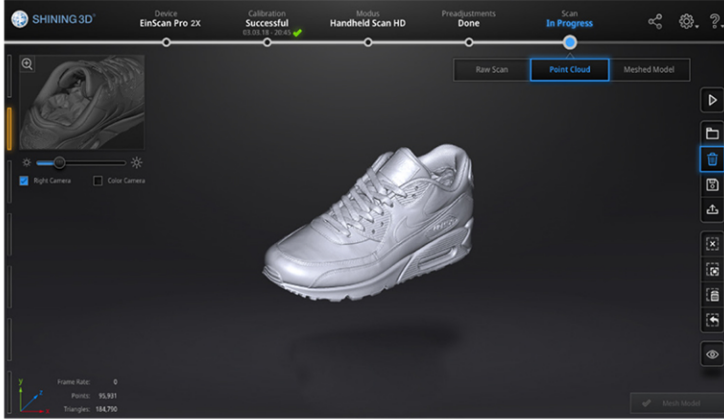 SHINING 3D®
Device
EinScan Pro 2X
Calibration
Successful
03.03.18 - 20:45
Modus
Handheld Scan HD
Preadjustments
Done
Scan
In Progress
Raw Scan
Point Cloud
Meshed Model
Right Camera
Color Camera
y
z
x
Frame Rate: 0
Points: 95,931
Triangles: 184,750
Mesh Model